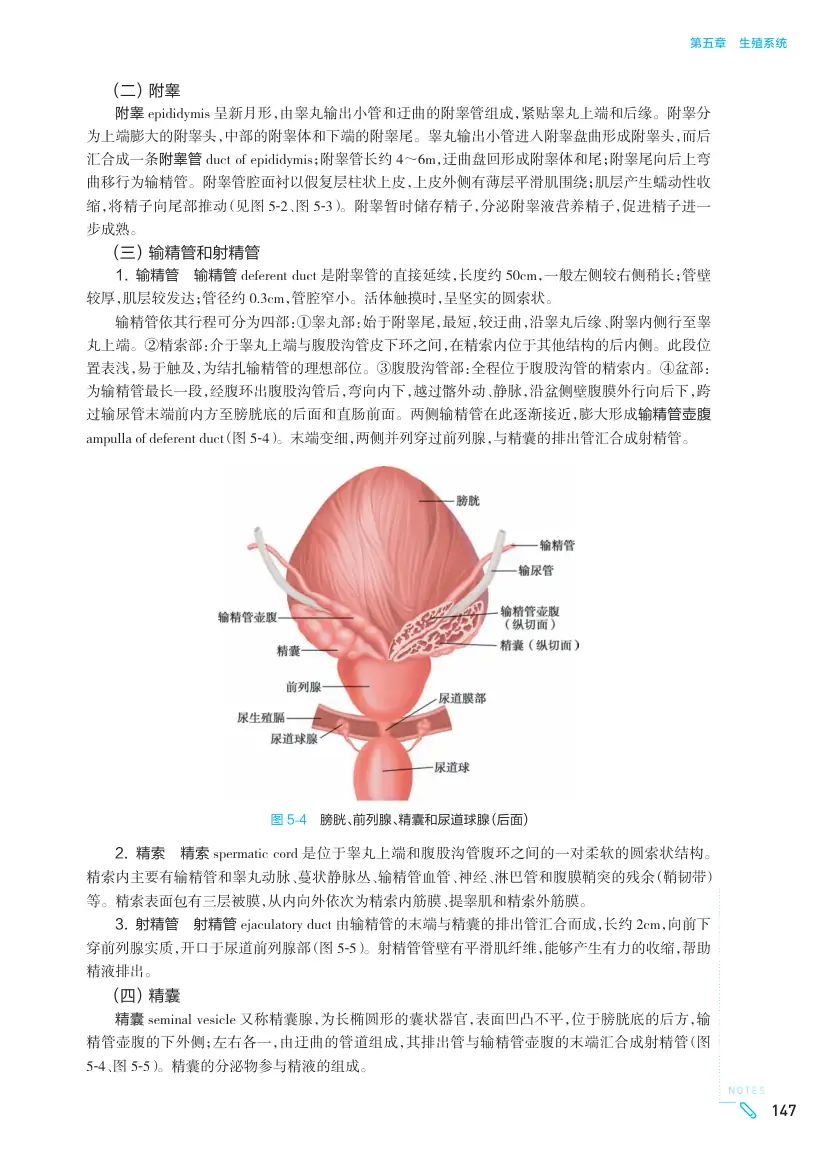 第五章　生殖系统
（二）附睾
附睾 epididymis 呈新月形，由睾丸输出小管和迂曲的附睾管组成，紧贴睾丸上端和后缘。附睾分
为上端膨大的附睾头，中部的附睾体和下端的附睾尾。睾丸输出小管进入附睾盘曲形成附睾头，而后
汇合成一条附睾管 duct of epididymis；附睾管长约 4～6m，迂曲盘回形成附睾体和尾；附睾尾向后上弯
曲移行为输精管。附睾管腔面衬以假复层柱状上皮，上皮外侧有薄层平滑肌围绕；肌层产生蠕动性收
缩，将精子向尾部推动（见图 5-2、图 5-3）。附睾暂时储存精子，分泌附睾液营养精子，促进精子进一
步成熟。
（三）输精管和射精管
1. 输精管　输精管 deferent duct 是附睾管的直接延续，长度约 50cm，一般左侧较右侧稍长；管壁
较厚，肌层较发达；管径约 0.3cm，管腔窄小。活体触摸时，呈坚实的圆索状。
输精管依其行程可分为四部：①睾丸部：始于附睾尾，最短，较迂曲，沿睾丸后缘、附睾内侧行至睾
丸上端。②精索部：介于睾丸上端与腹股沟管皮下环之间，在精索内位于其他结构的后内侧。此段位
置表浅，易于触及，为结扎输精管的理想部位。③腹股沟管部：全程位于腹股沟管的精索内。④盆部：
为输精管最长一段，经腹环出腹股沟管后，弯向内下，越过髂外动、静脉，沿盆侧壁腹膜外行向后下，跨
过输尿管末端前内方至膀胱底的后面和直肠前面。两侧输精管在此逐渐接近，膨大形成输精管壶腹
ampulla of deferent duct（图 5-4）。末端变细，两侧并列穿过前列腺，与精囊的排出管汇合成射精管。
膀胱
输精管
输尿管
输精管壶腹
输精管壶腹
（纵切面）
精囊
精囊（纵切面）
前列腺
尿道膜部
尿生殖膈
尿道球腺
尿道球
图 5-4　膀胱、前列腺、精囊和尿道球腺（后面）
2. 精索　精索 spermatic cord 是位于睾丸上端和腹股沟管腹环之间的一对柔软的圆索状结构。
精索内主要有输精管和睾丸动脉、蔓状静脉丛、输精管血管、神经、淋巴管和腹膜鞘突的残余（鞘韧带）
等。精索表面包有三层被膜，从内向外依次为精索内筋膜、提睾肌和精索外筋膜。
3. 射精管　射精管 ejaculatory duct 由输精管的末端与精囊的排出管汇合而成，长约 2cm，向前下
穿前列腺实质，开口于尿道前列腺部（图 5-5）。射精管管壁有平滑肌纤维，能够产生有力的收缩，帮助
精液排出。
（四）精囊
精囊 seminal vesicle 又称精囊腺，为长椭圆形的囊状器官，表面凹凸不平，位于膀胱底的后方，输
精管壶腹的下外侧；左右各一，由迂曲的管道组成，其排出管与输精管壶腹的末端汇合成射精管（图
5-4、图 5-5）。精囊的分泌物参与精液的组成。
NOTES
147